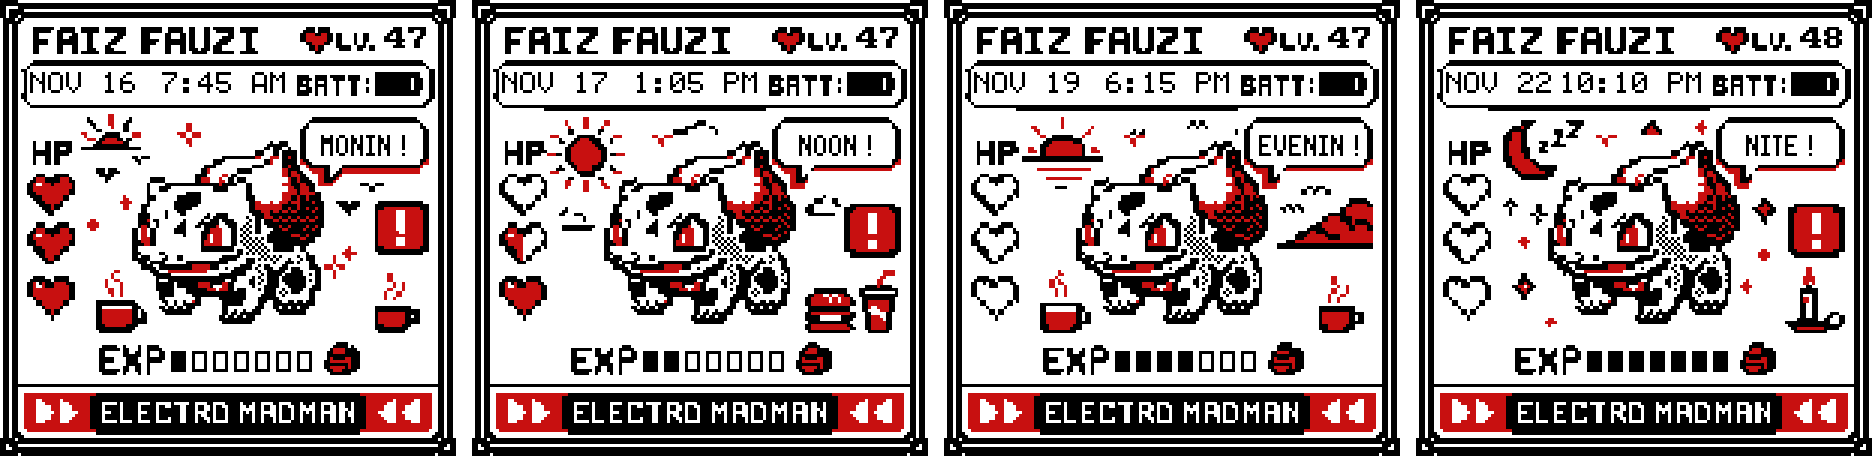 FAIZ FAUZI LV. 47
NOV 16 7:45 AM BATT:
MONIN !
HP
!
EXP
ELECTRO MADMAN
FAIZ FAUZI LV. 47
NOV 17 1:05 PM BATT:
NOON !
HP
!
EXP
ELECTRO MADMAN
FAIZ FAUZI LV. 47
NOV 19 6:15 PM BATT:
EVENIN !
HP
EXP
ELECTRO MADMAN
FAIZ FAUZI LV. 48
NOV 22 10:10 PM BATT:
zzZ
NITE !
HP
!
EXP
ELECTRO MADMAN